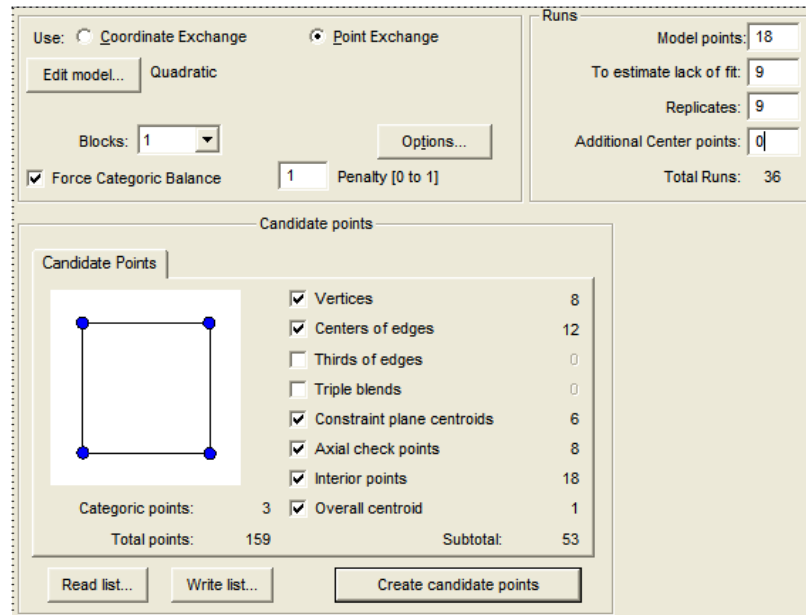 Use: Coordinate Exchange Point Exchange
Edit model... Quadratic
Blocks: 1 Options...
Force Categoric Balance 1 Penalty [0 to 1]
Runs
Model points: 18
To estimate lack of fit: 9
Replicates: 9
Additional Center points: 0
Total Runs: 36
Candidate points
Candidate Points
Vertices 8
Centers of edges 12
Thirds of edges 0
Triple blends 0
Constraint plane centroids 6
Axial check points 8
Interior points 18
Categoric points: 3 Overall centroid 1
Total points: 159 Subtotal: 53
Read list... Write list... Create candidate points